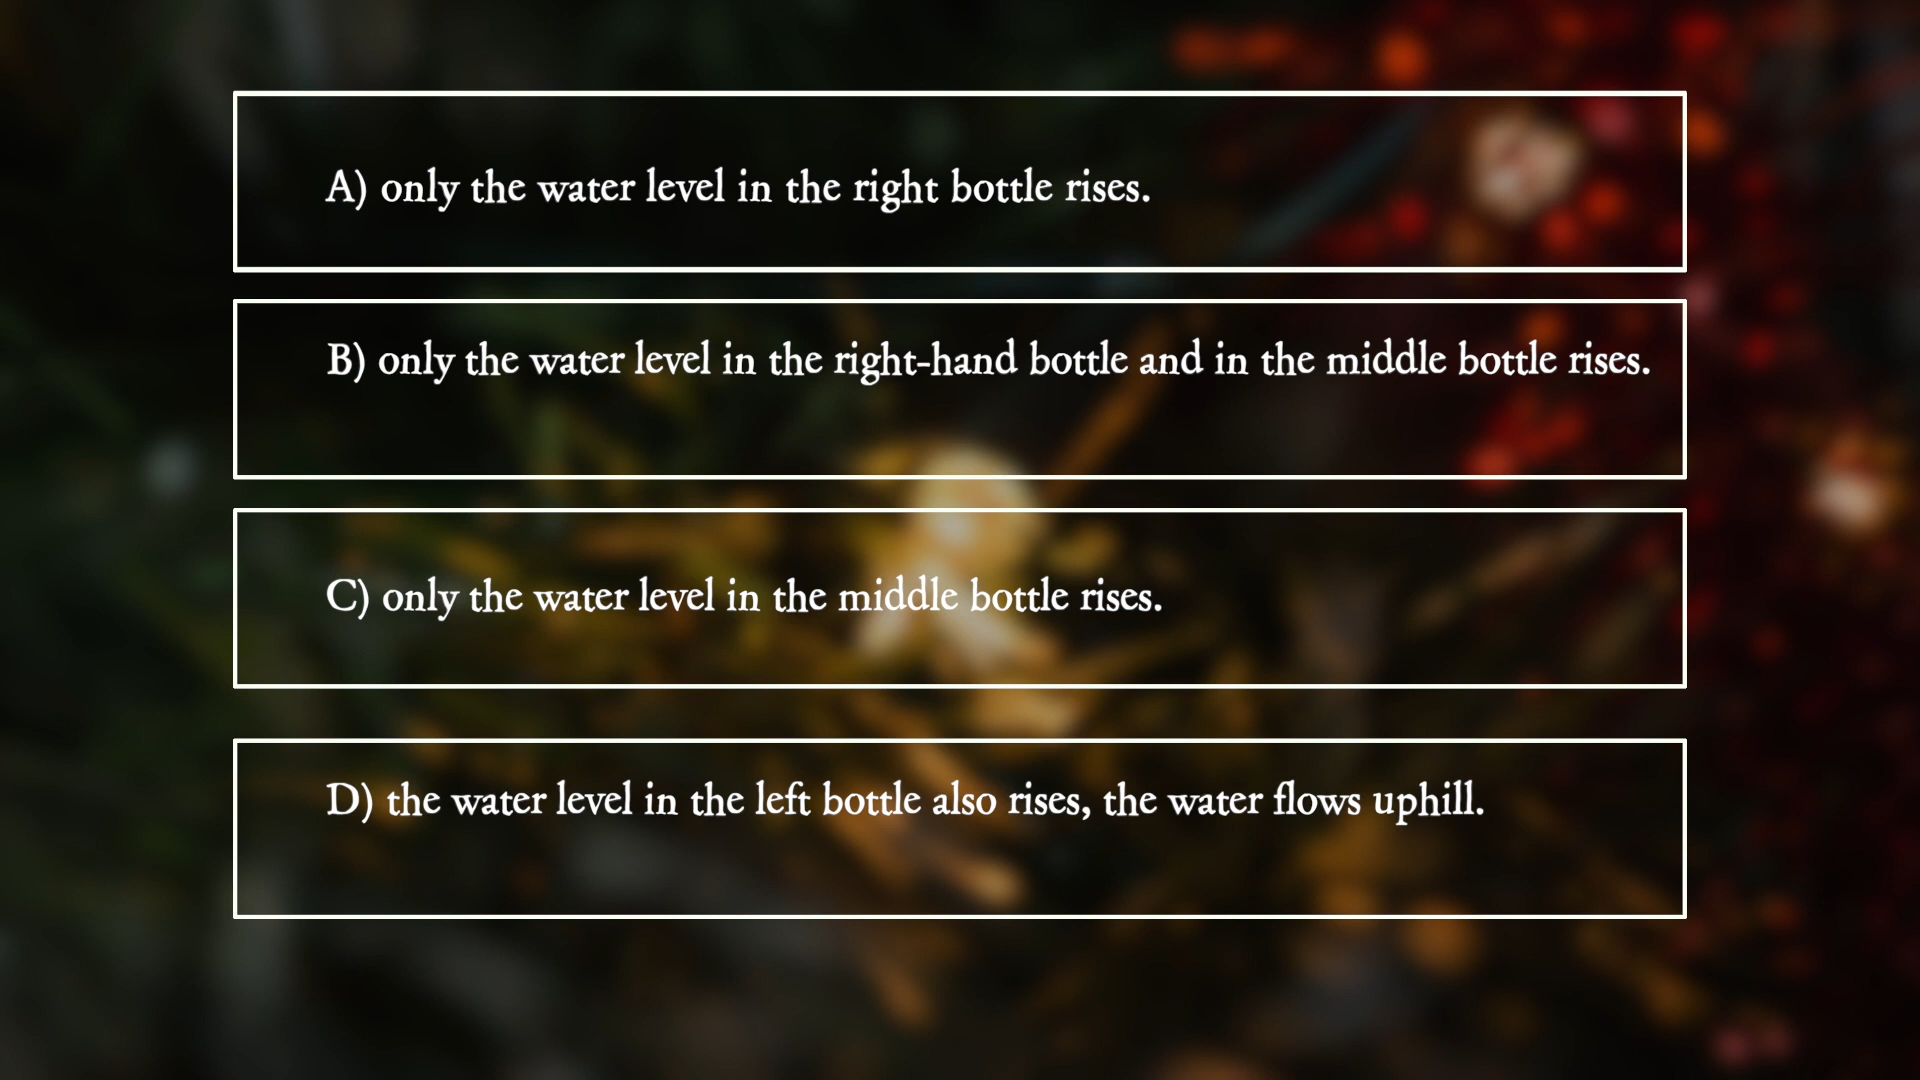 A) only the water level in the right bottle rises.
B) only the water level in the right-hand bottle and in the middle bottle rises.
C) only the water level in the middle bottle rises.
D) the water level in the left bottle also rises, the water flows uphill.